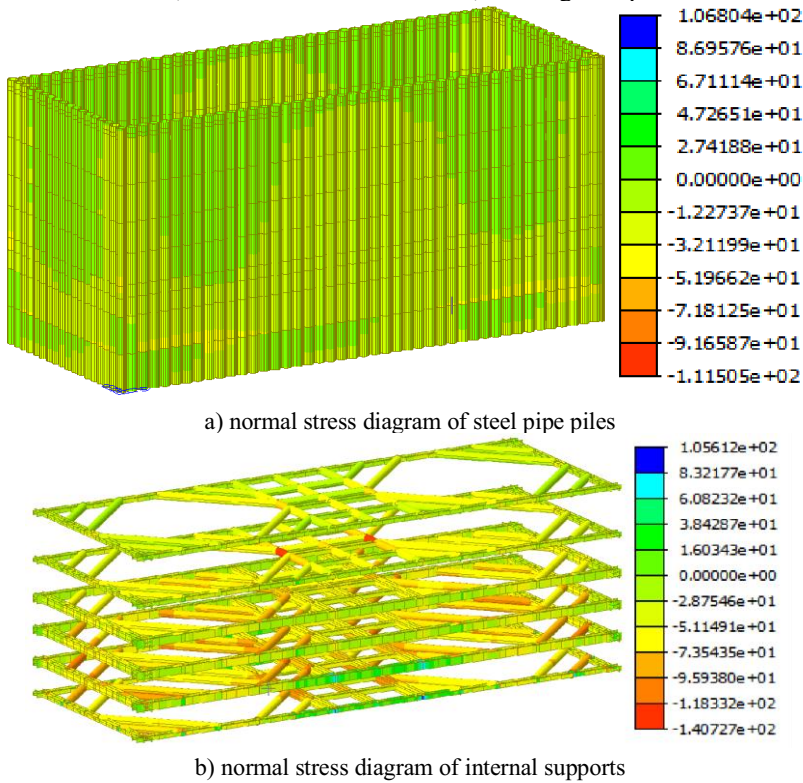 1.06804e+02
8.69576e+01
6.71114e+01
4.72651e+01
2.74188e+01
0.00000e+00
-1.22737e+01
-3.21199e+01
-5.19662e+01
-7.18125e+01
-9.16587e+01
-1.11505e+02
a) normal stress diagram of steel pipe piles
1.05612e+02
8.32177e+01
6.08232e+01
3.84287e+01
1.60343e+01
0.00000e+00
-2.87546e+01
-5.11491e+01
-7.35435e+01
-9.59380e+01
-1.18332e+02
-1.40727e+02
b) normal stress diagram of internal supports